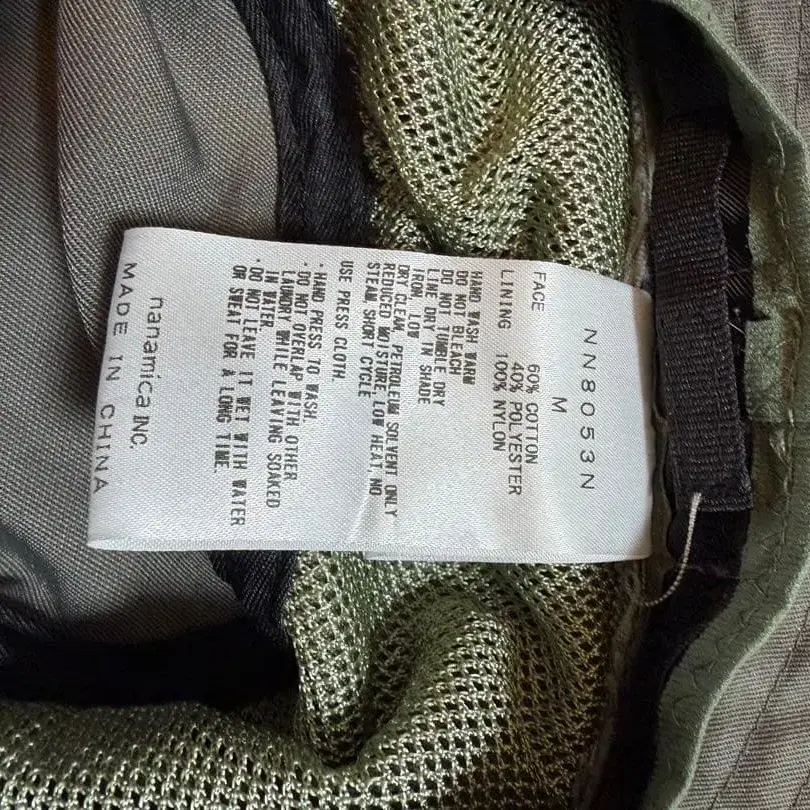 NN8053N
M
FACE 60% COTTON
40% POLYESTER
LINING 100% NYLON
HAND WASH WARM
DO NOT BLEACH
DO NOT TUMBLE DRY
LINE DRY IN SHADE
IRON, LOW
DRY CLEAN, PETROLEUM SOLVENT ONLY
REDUCED MOISTURE LOW HEAT, NO
STEAM, SHORT CYCLE
USE PRESS CLOTH.
・HAND PRESS TO WASH.
・DO NOT OVERLAP WITH OTHER
LAUNDRY WHILE LEAVING SOAKED
IN WATER.
・DO NOT LEAVE IT WET WITH WATER
OR SWEAT FOR A LONG TIME.
nanamica INC.
MADE IN CHINA